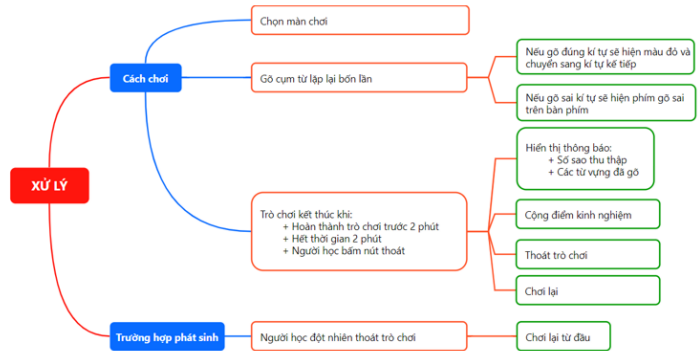 XỬ LÝ
Cách chơi
Chọn màn chơi
Gõ cụm từ lặp lại bốn lần
Nếu gõ đúng kí tự sẽ hiện màu đỏ và
chuyển sang kí tự kế tiếp
Nếu gõ sai kí tự sẽ hiện phím gõ sai
trên bàn phím
Trò chơi kết thúc khi:
+ Hoàn thành trò chơi trước 2 phút
+ Hết thời gian 2 phút
+ Người học bấm nút thoát
Hiển thị thông báo:
+ Số sao thu thập
+ Các từ vựng đã gõ
Cộng điểm kinh nghiệm
Thoát trò chơi
Chơi lại
Trường hợp phát sinh
Người học đột nhiên thoát trò chơi
Chơi lại từ đầu